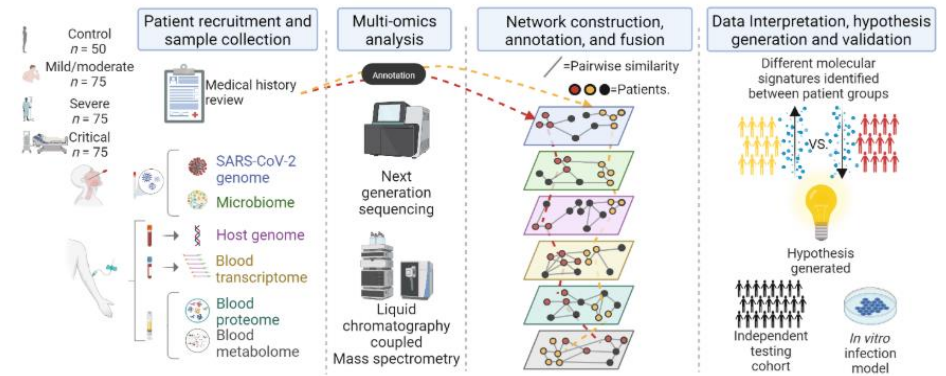 Patient recruitment and
sample collection
Control
n = 50
Mild/moderate
n = 75
Severe
n = 75
Critical
n = 75
Medical history
review
SARS-CoV-2
genome
Microbiome
Host genome
Blood
transcriptome
Blood
proteome
Blood
metabolome
Multi-omics
analysis
Annotation
Next
generation
sequencing
Liquid
chromatography
coupled
Mass spectrometry
Network construction,
annotation, and fusion
=Pairwise similarity
=Patients.
Data Interpretation, hypothesis
generation and validation
Different molecular
signatures identified
between patient groups
VS.
Hypothesis
generated
Independent
testing
cohort
In vitro
infection
model